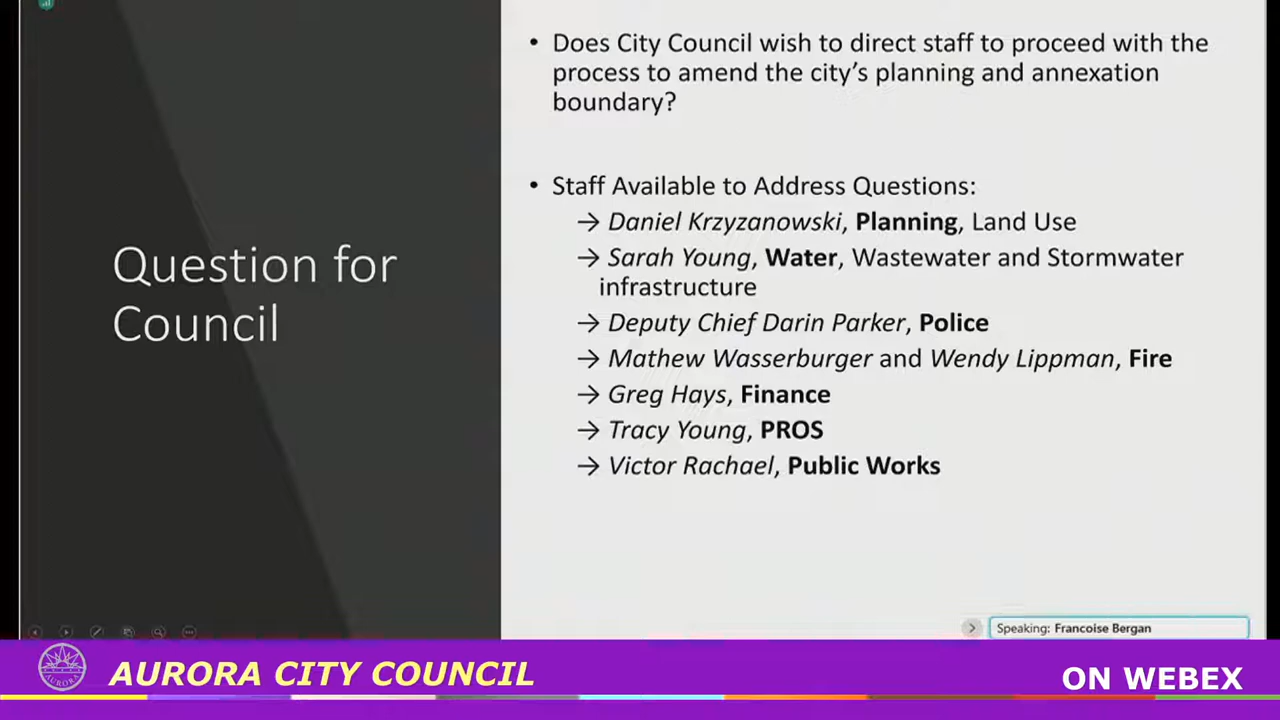 Question for
Council
• Does City Council wish to direct staff to proceed with the
process to amend the city's planning and annexation
boundary?
• Staff Available to Address Questions:
→ Daniel Krzyzanowski, Planning, Land Use
→ Sarah Young, Water, Wastewater and Stormwater
infrastructure
→ Deputy Chief Darin Parker, Police
→ Mathew Wasserburger and Wendy Lippman, Fire
→ Greg Hays, Finance
→ Tracy Young, PROS
→ Victor Rachael, Public Works
Speaking: Francoise Bergan
AURORA
AURORA CITY COUNCIL
ON WEBEX